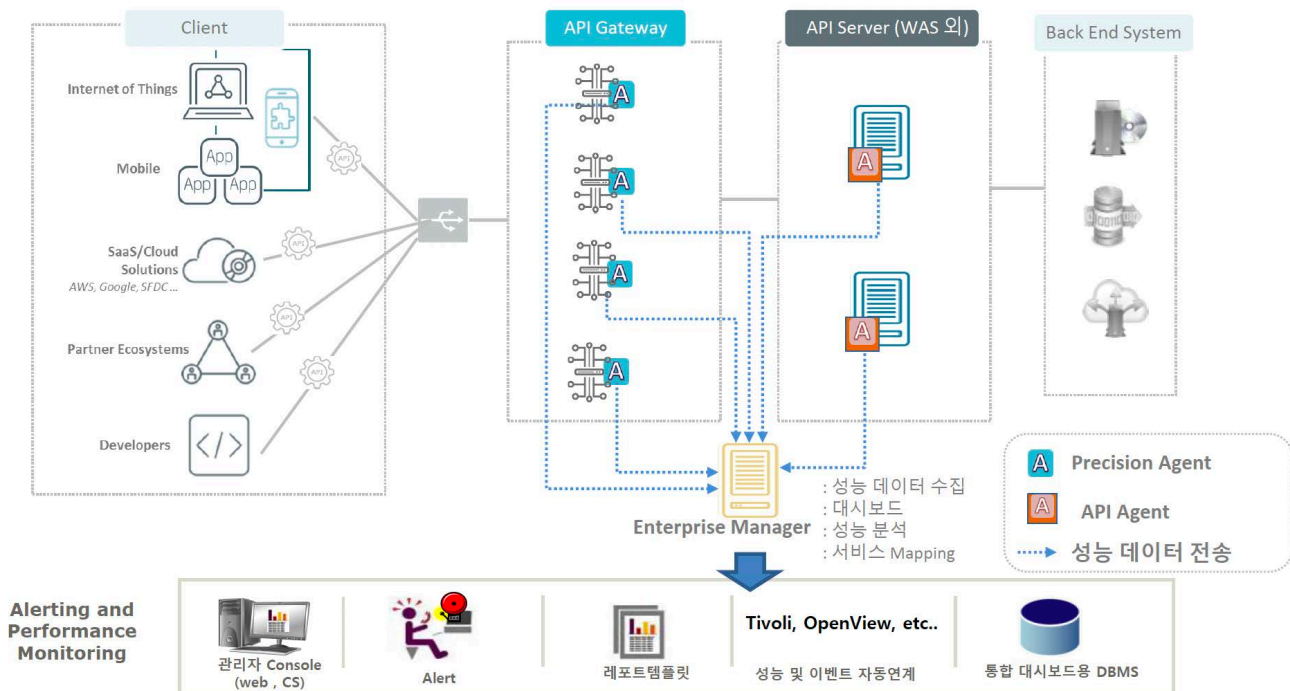 Client
API Gateway
API Server (WAS 외)
Back End System
Internet of Things
Mobile
App
App
App
SaaS/Cloud
Solutions
AWS, Google, SFDC ...
Partner Ecosystems
Developers
</>
API
API
API
API
A
A
A
A
A
A
Enterprise Manager
: 성능 데이터 수집
: 대시보드
: 성능 분석
: 서비스 Mapping
A Precision Agent
A API Agent
성능 데이터 전송
Alerting and
Performance
Monitoring
관리자 Console
(web , CS)
Alert
레포트템플릿
Tivoli, OpenView, etc..
성능 및 이벤트 자동연계
통합 대시보드용 DBMS